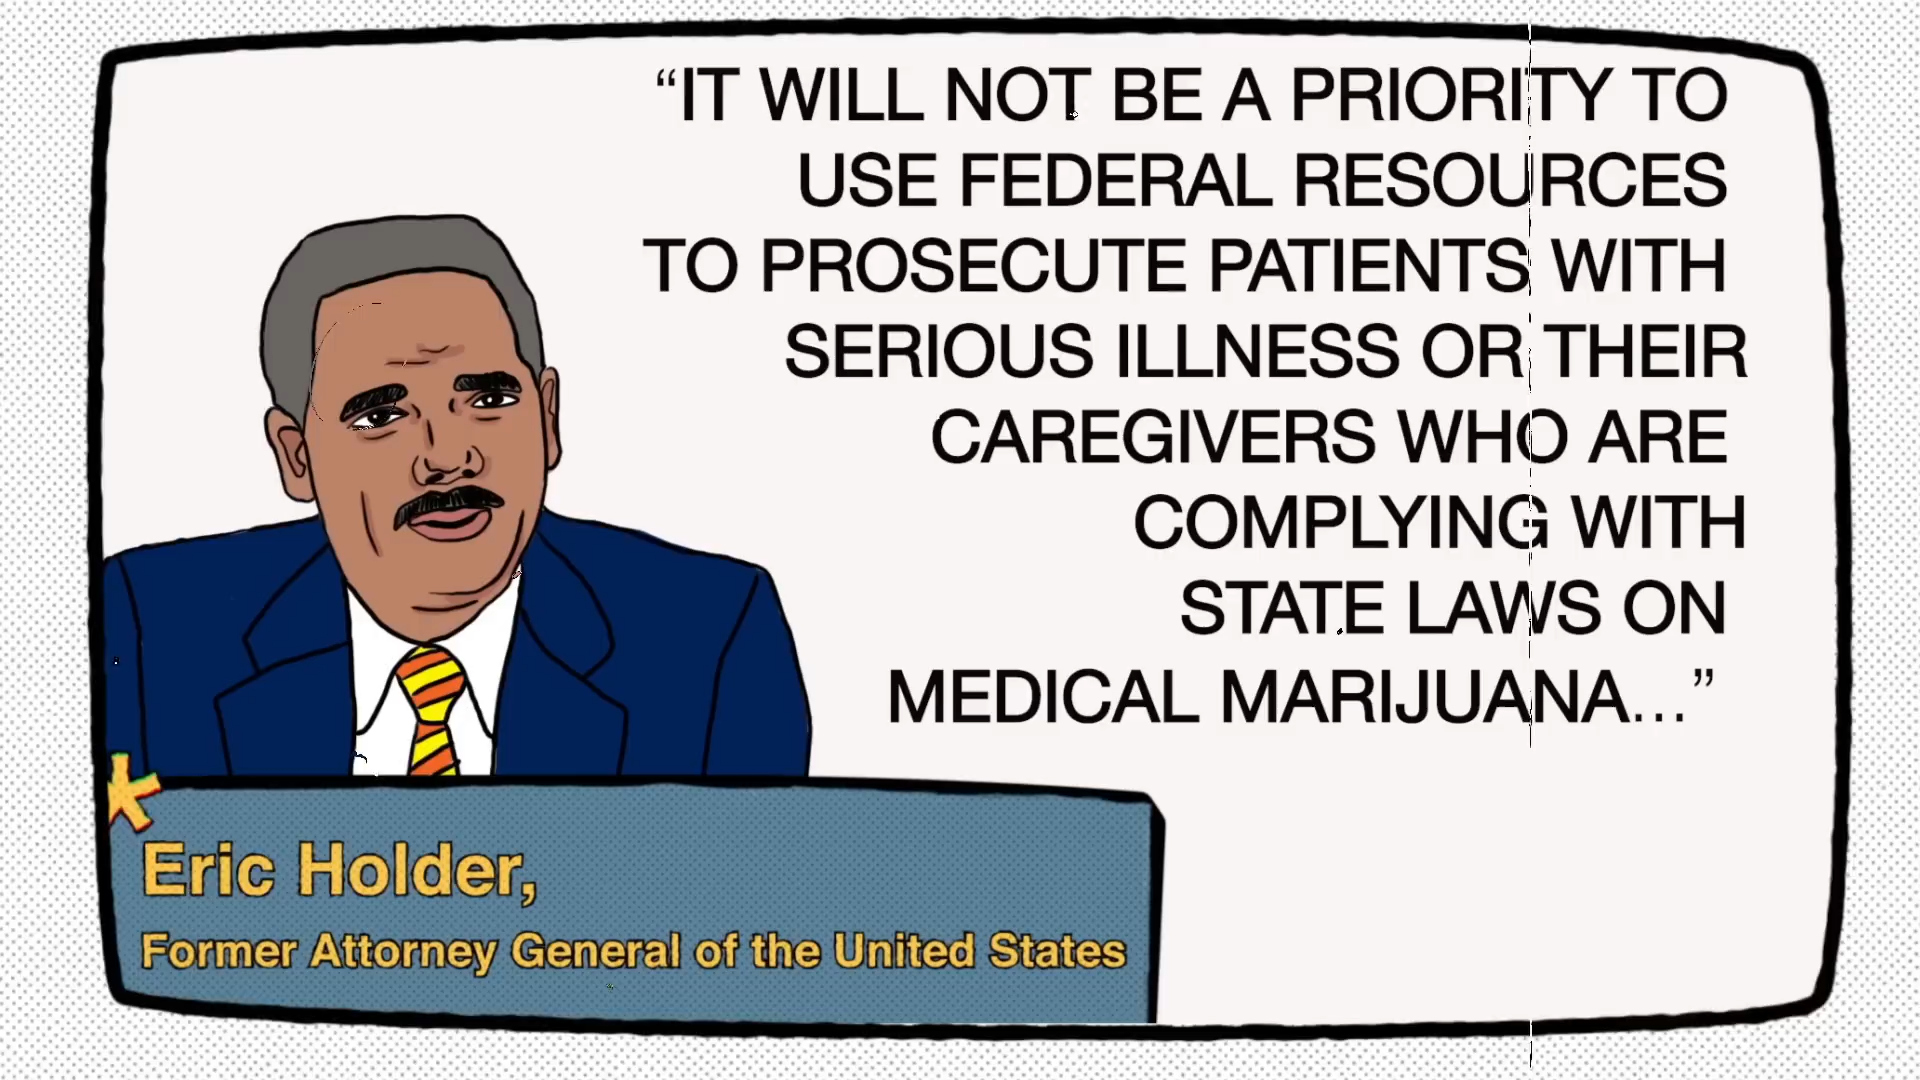 “IT WILL NOT BE A PRIORITY TO
USE FEDERAL RESOURCES
TO PROSECUTE PATIENTS WITH
SERIOUS ILLNESS OR THEIR
CAREGIVERS WHO ARE
COMPLYING WITH
STATE LAWS ON
MEDICAL MARIJUANA…”
Eric Holder,
Former Attorney General of the United States